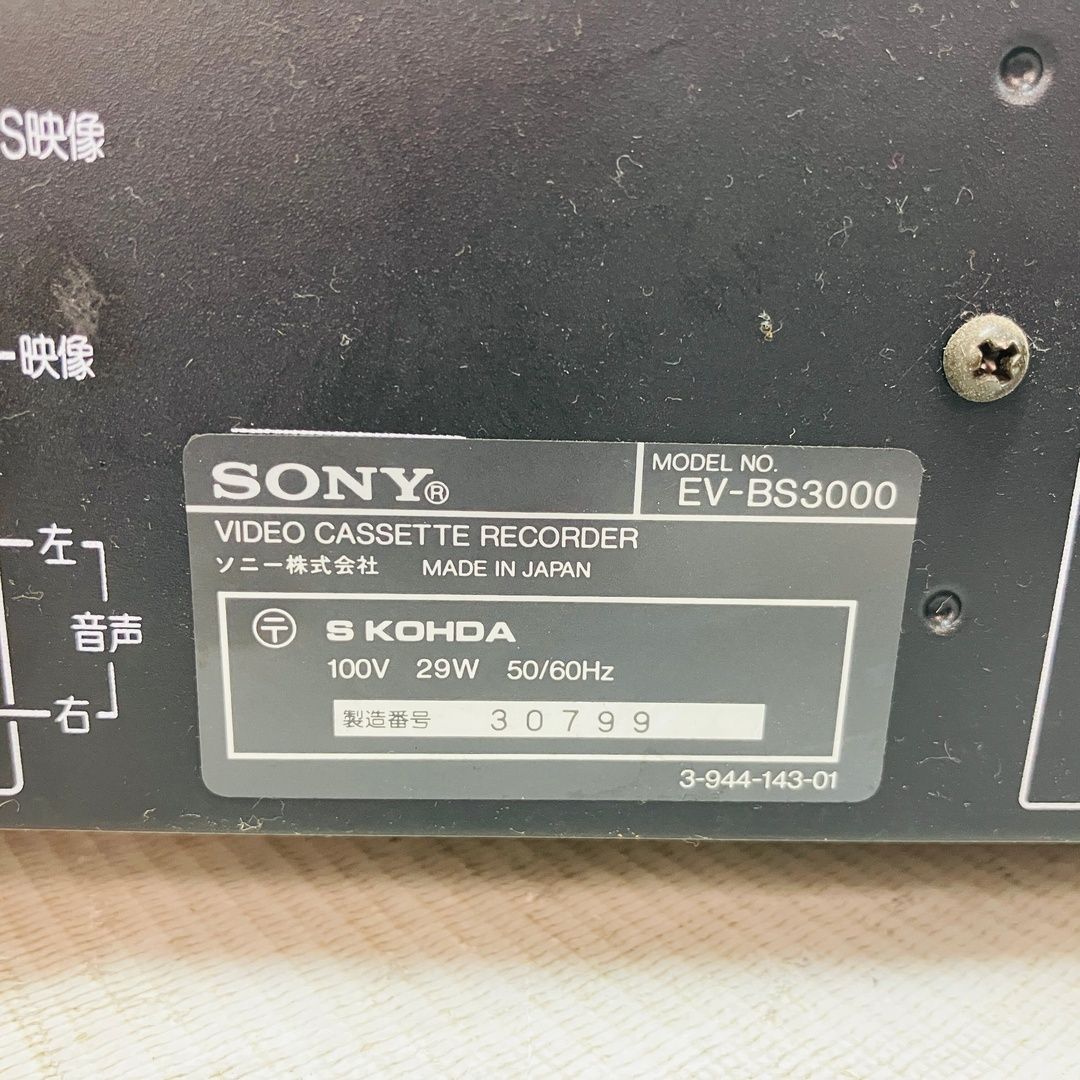 S映像
ー映像
左
音声
右
SONY®
MODEL NO.
EV-BS3000
VIDEO CASSETTE RECORDER
ソニー株式会社 MADE IN JAPAN
〒 S KOHDA
100V 29W 50/60Hz
製造番号 30799
3-944-143-01